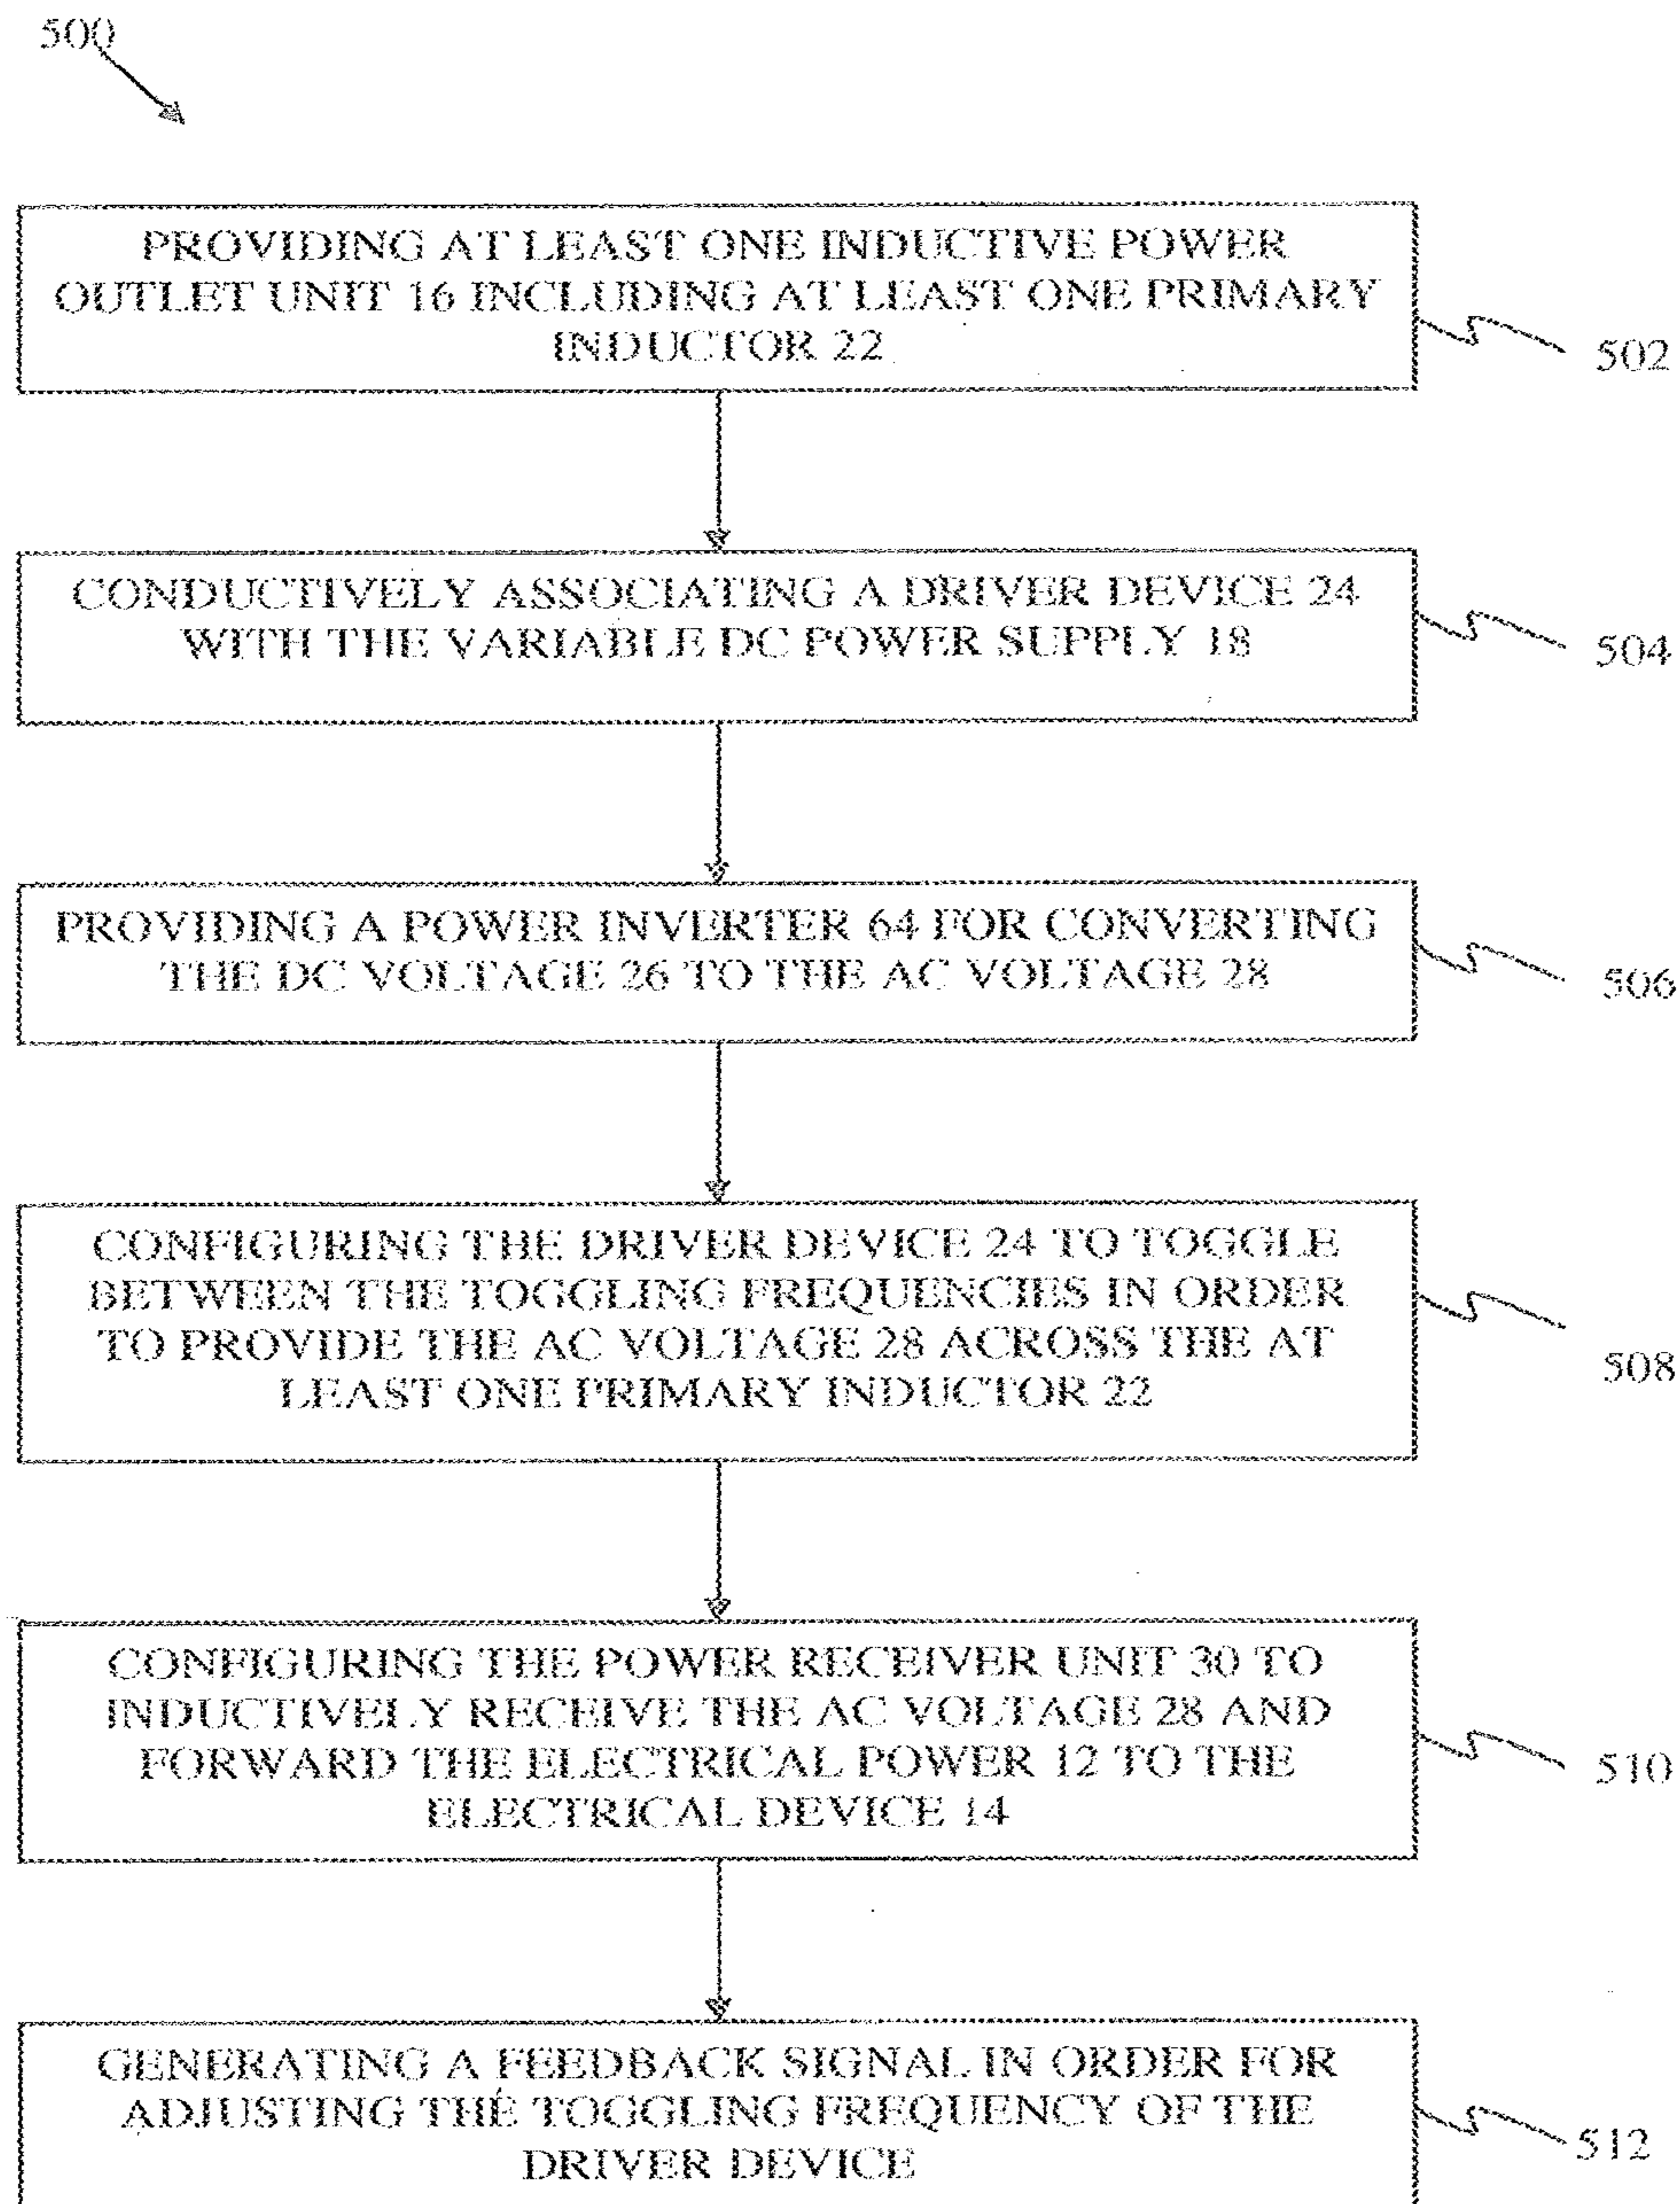 500
PROVIDING AT LEAST ONE INDUCTIVE POWER
OUTLET UNIT 16 INCLUDING AT LEAST ONE PRIMARY
INDUCTOR 22
502
CONDUCTIVELY ASSOCIATING A DRIVER DEVICE 24
WITH THE VARIABLE DC POWER SUPPLY 18
504
PROVIDING A POWER INVERTER 64 FOR CONVERTING
THE DC VOLTAGE 26 TO THE AC VOLTAGE 28
506
CONFIGURING THE DRIVER DEVICE 24 TO TOGGLE
BETWEEN THE TOGGLING FREQUENCIES IN ORDER
TO PROVIDE THE AC VOLTAGE 28 ACROSS THE AT
LEAST ONE PRIMARY INDUCTOR 22
508
CONFIGURING THE POWER RECEIVER UNIT 30 TO
INDUCTIVELY RECEIVE THE AC VOLTAGE 28 AND
FORWARD THE ELECTRICAL POWER 12 TO THE
ELECTRICAL DEVICE 14
510
GENERATING A FEEDBACK SIGNAL IN ORDER FOR
ADJUSTING THE TOGGLING FREQUENCY OF THE
DRIVER DEVICE
512